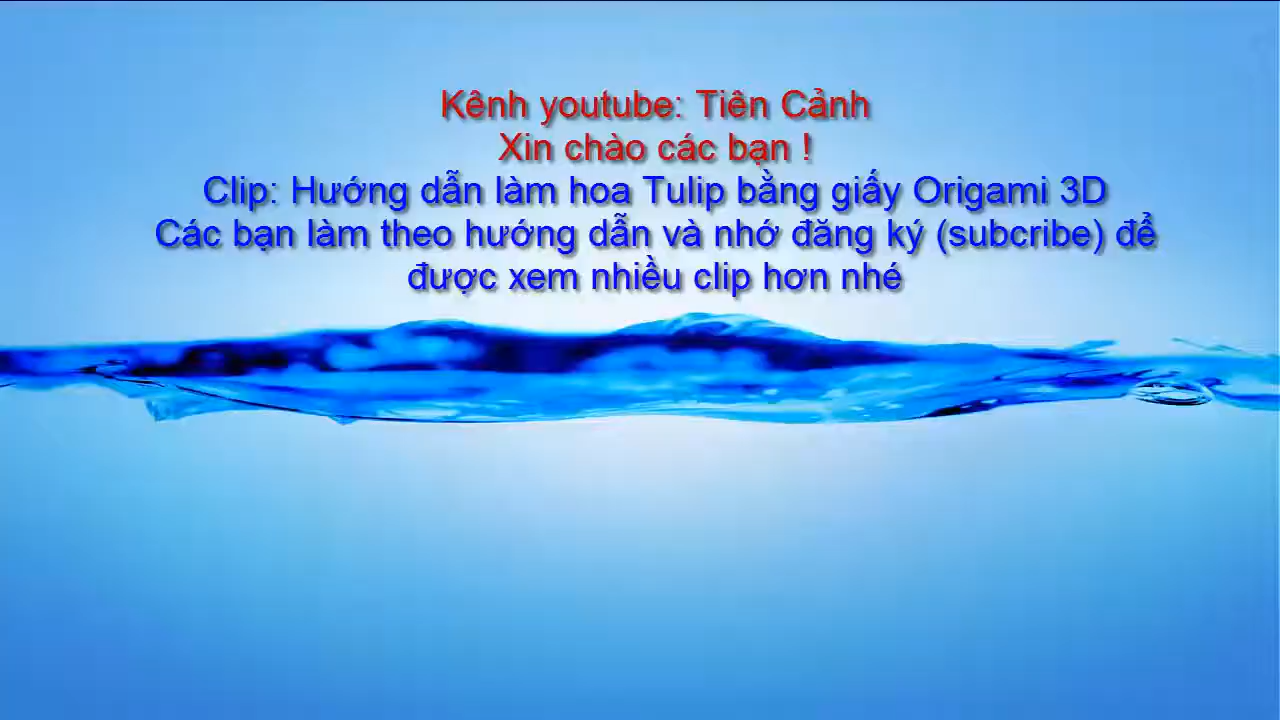 Kênh youtube: Tiên Cảnh
Xin chào các bạn !
Clip: Hướng dẫn làm hoa Tulip bằng giấy Origami 3D
Các bạn làm theo hướng dẫn và nhớ đăng ký (subcribe) để
được xem nhiều clip hơn nhé